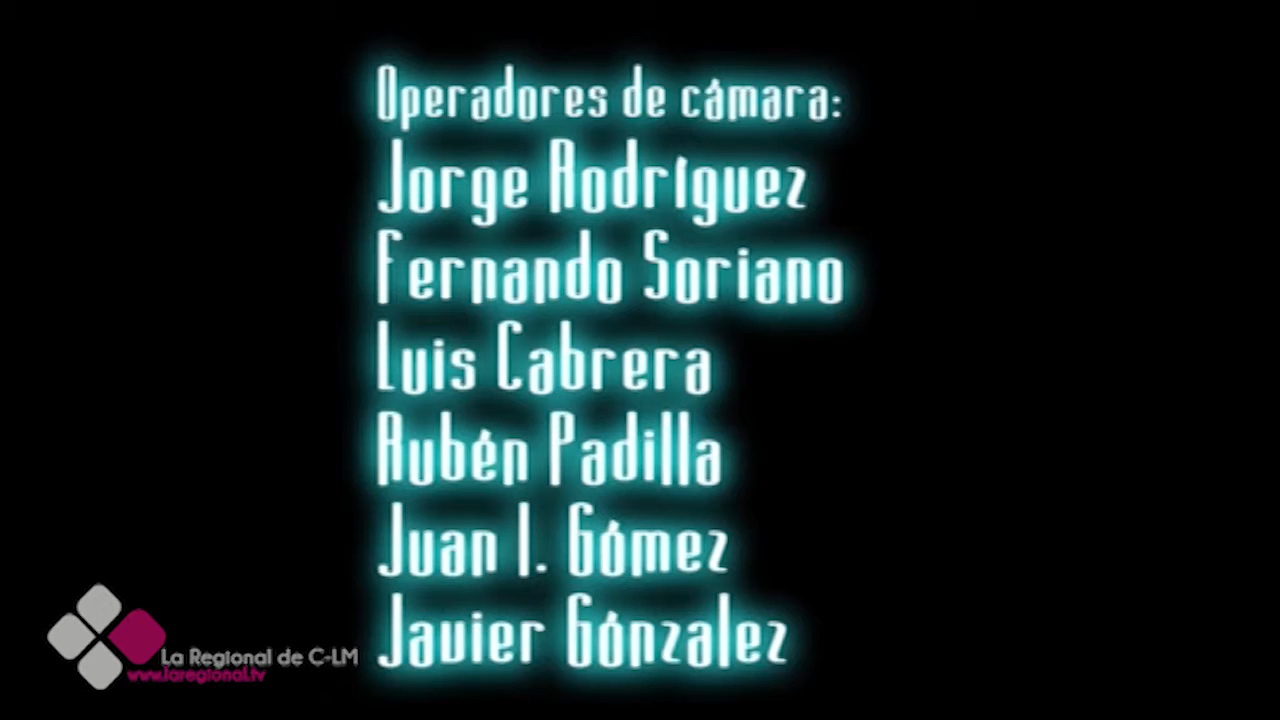 Operadores de cámara:
Jorge Rodríguez
Fernando Soriano
Luis Cabrera
Rubén Padilla
Juan I. Gómez
Javier Gónzalez
La Regional de C-LM
www.laregional.tv